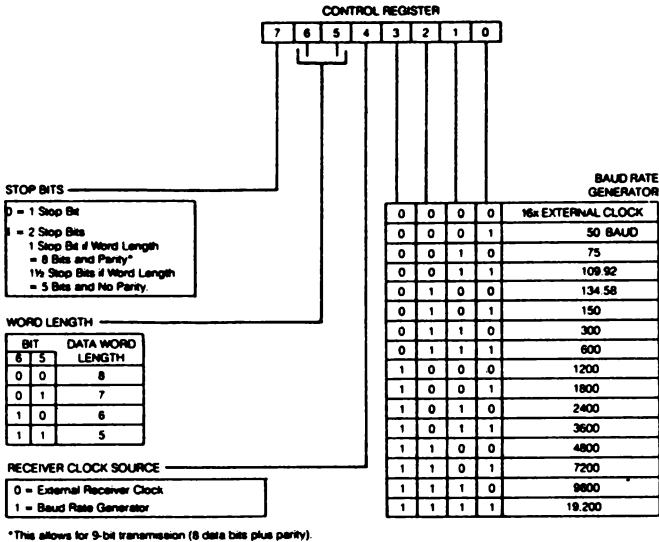 CONTROL REGISTER
7 6 5 4 3 2 1 0
STOP BITS
0 = 1 Stop Bit
1 = 2 Stop Bits
1 Stop Bit if Word Length
= 8 Bits and Parity*
1½ Stop Bits if Word Length
= 5 Bits and No Parity.
WORD LENGTH
BIT DATA WORD
6 5 LENGTH
0 0 8
0 1 7
1 0 6
1 1 5
RECEIVER CLOCK SOURCE
0 = External Receiver Clock
1 = Baud Rate Generator
BAUD RATE
GENERATOR
0 0 0 0 16x EXTERNAL CLOCK
0 0 0 1 50 BAUD
0 0 1 0 75
0 0 1 1 109.92
0 1 0 0 134.58
0 1 0 1 150
0 1 1 0 300
0 1 1 1 600
1 0 0 0 1200
1 0 0 1 1800
1 0 1 0 2400
1 0 1 1 3600
1 1 0 0 4800
1 1 0 1 7200
1 1 1 0 9600
1 1 1 1 19.200
*This allows for 9-bit transmission (8 data bits plus parity).